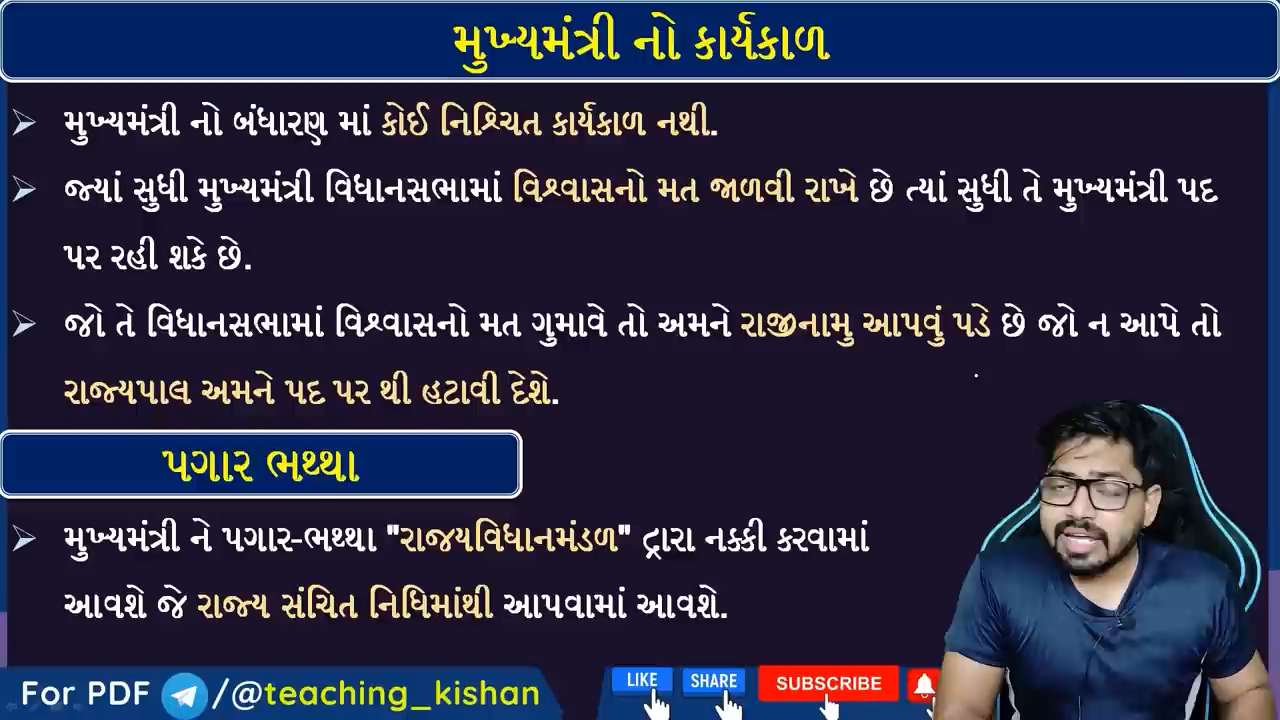 મુખ્યમંત્રી નો કાર્યકાળ
મુખ્યમંત્રી નો બંધારણ માં કોઈ નિશ્ચિત કાર્યકાળ નથી.
જ્યાં સુધી મુખ્યમંત્રી વિધાનસભામાં વિશ્વાસનો મત જાળવી રાખે છે ત્યાં સુધી તે મુખ્યમંત્રી પદ
પર રહી શકે છે.
જો તે વિધાનસભામાં વિશ્વાસનો મત ગુમાવે તો અમને રાજીનામુ આપવું પડે છે જો ન આપે તો
રાજ્યપાલ અમને પદ પર થી હટાવી દેશે.
પગાર ભથ્થા
મુખ્યમંત્રી ને પગાર-ભથ્થા "રાજયવિધાનમંડળ" દ્વારા નક્કી કરવામાં
આવશે જે રાજ્ય સંચિત નિધિમાંથી આપવામાં આવશે.
For PDF /@teaching_kishan
LIKE SHARE SUBSCRIBE